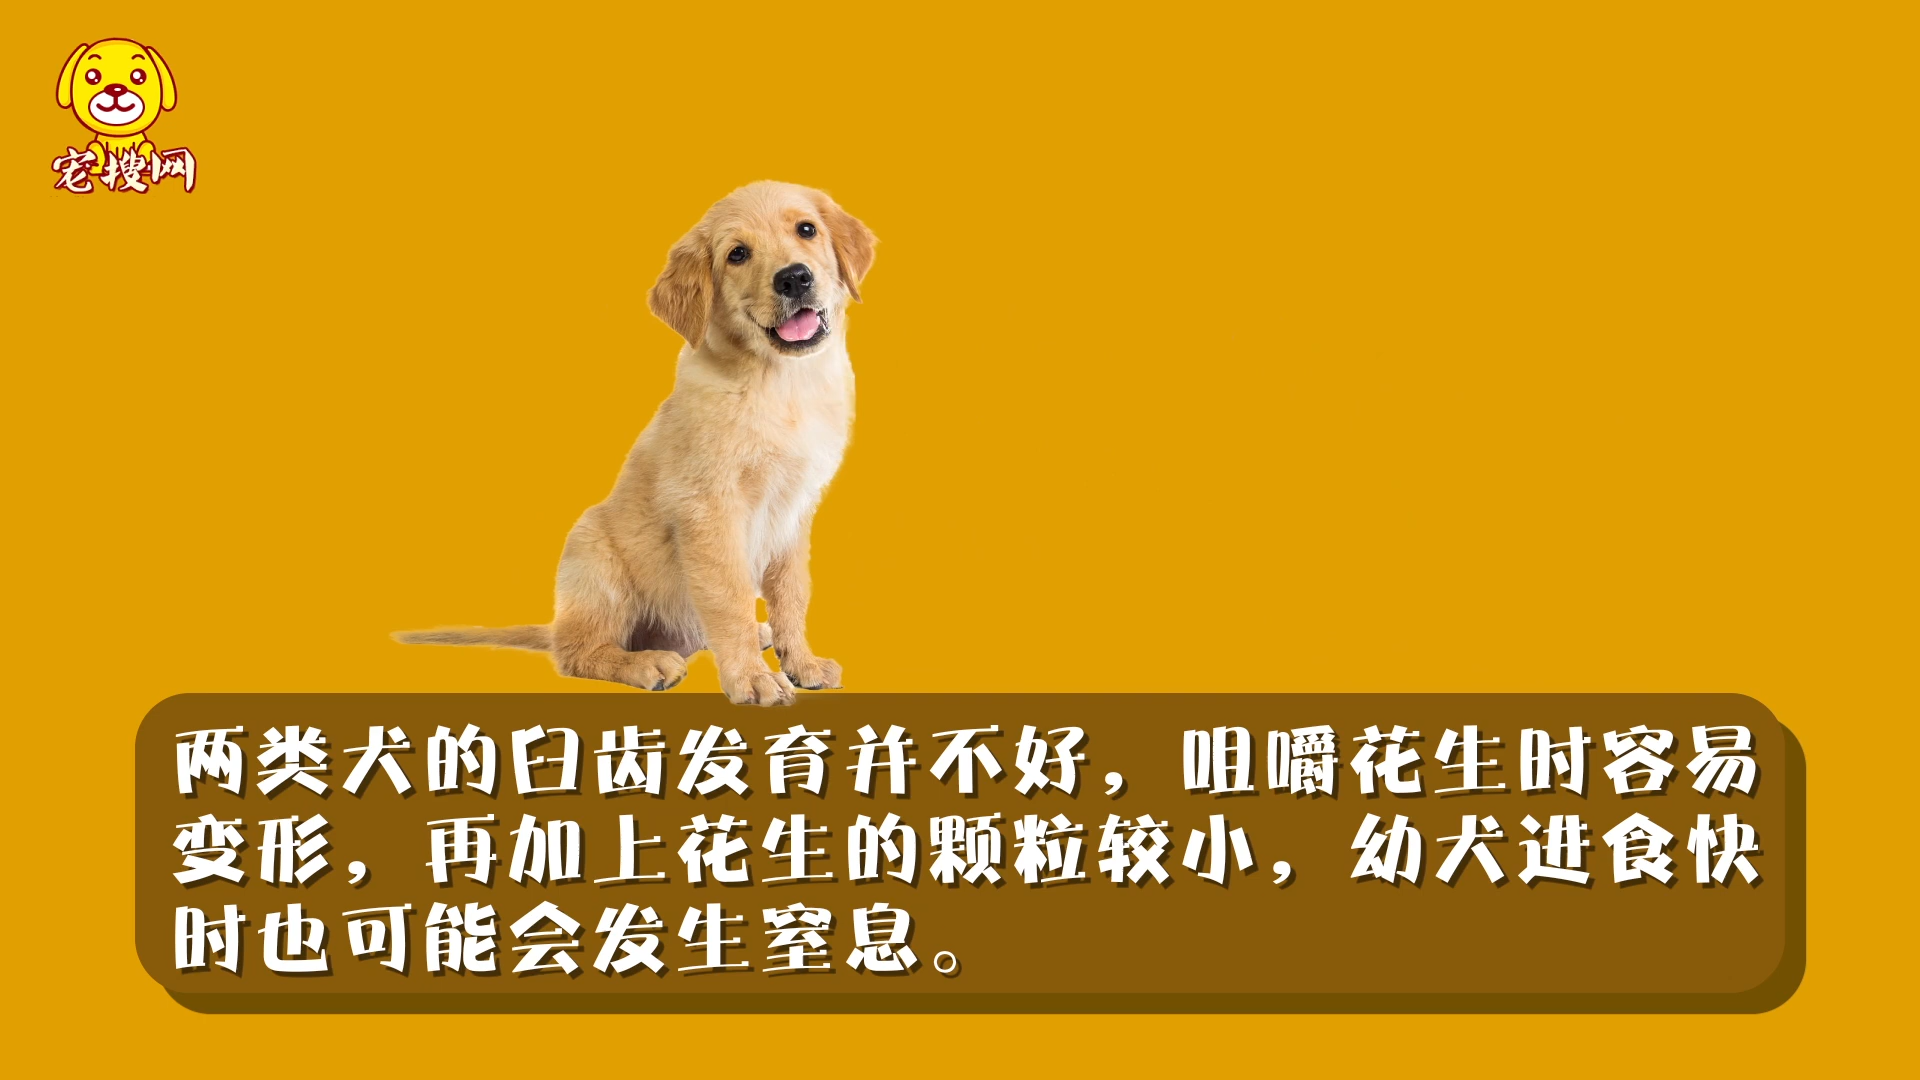 宠搜网
两类犬的臼齿发育并不好，咀嚼花生时容易
变形，再加上花生的颗粒较小，幼犬进食快
时也可能会发生窒息。